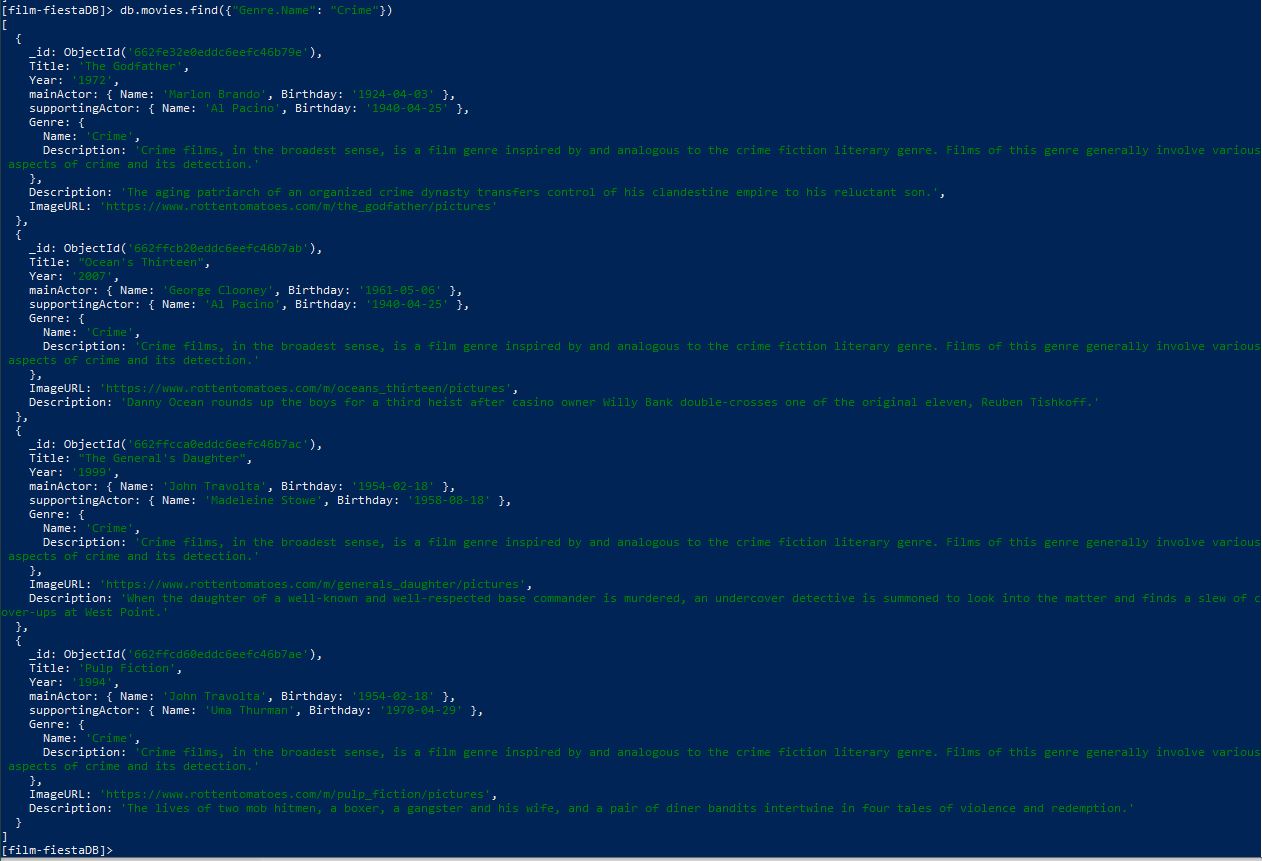 [film-fiestaDB]> db.movies.find({"Genre.Name": "Crime"})
[
  {
    _id: ObjectId('662fe32e0eddc6eefc46b79e'),
    Title: 'The Godfather',
    Year: '1972',
    mainActor: { Name: 'Marlon Brando', Birthday: '1924-04-03' },
    supportingActor: { Name: 'Al Pacino', Birthday: '1940-04-25' },
    Genre: {
      Name: 'Crime',
      Description: 'Crime films, in the broadest sense, is a film genre inspired by and analogous to the crime fiction literary genre. Films of this genre generally involve various
 aspects of crime and its detection.'
    },
    Description: 'The aging patriarch of an organized crime dynasty transfers control of his clandestine empire to his reluctant son.',
    ImageURL: 'https://www.rottentomatoes.com/m/the_godfather/pictures'
  },
  {
    _id: ObjectId('662ffcb20eddc6eefc46b7ab'),
    Title: "Ocean's Thirteen",
    Year: '2007',
    mainActor: { Name: 'George Clooney', Birthday: '1961-05-06' },
    supportingActor: { Name: 'Al Pacino', Birthday: '1940-04-25' },
    Genre: {
      Name: 'Crime',
      Description: 'Crime films, in the broadest sense, is a film genre inspired by and analogous to the crime fiction literary genre. Films of this genre generally involve various
 aspects of crime and its detection.'
    },
    ImageURL: 'https://www.rottentomatoes.com/m/oceans_thirteen/pictures',
    Description: 'Danny Ocean rounds up the boys for a third heist after casino owner Willy Bank double-crosses one of the original eleven, Reuben Tishkoff.'
  },
  {
    _id: ObjectId('662ffcca0eddc6eefc46b7ac'),
    Title: "The General's Daughter",
    Year: '1999',
    mainActor: { Name: 'John Travolta', Birthday: '1954-02-18' },
    supportingActor: { Name: 'Madeleine Stowe', Birthday: '1958-08-18' },
    Genre: {
      Name: 'Crime',
      Description: 'Crime films, in the broadest sense, is a film genre inspired by and analogous to the crime fiction literary genre. Films of this genre generally involve various
 aspects of crime and its detection.'
    },
    ImageURL: 'https://www.rottentomatoes.com/m/generals_daughter/pictures',
    Description: 'When the daughter of a well-known and well-respected base commander is murdered, an undercover detective is summoned to look into the matter and finds a slew of c
over-ups at West Point.'
  },
  {
    _id: ObjectId('662ffcd60eddc6eefc46b7ae'),
    Title: 'Pulp Fiction',
    Year: '1994',
    mainActor: { Name: 'John Travolta', Birthday: '1954-02-18' },
    supportingActor: { Name: 'Uma Thurman', Birthday: '1970-04-29' },
    Genre: {
      Name: 'Crime',
      Description: 'Crime films, in the broadest sense, is a film genre inspired by and analogous to the crime fiction literary genre. Films of this genre generally involve various
 aspects of crime and its detection.'
    },
    ImageURL: 'https://www.rottentomatoes.com/m/pulp_fiction/pictures',
    Description: 'The lives of two mob hitmen, a boxer, a gangster and his wife, and a pair of diner bandits intertwine in four tales of violence and redemption.'
  }
]
[film-fiestaDB]>